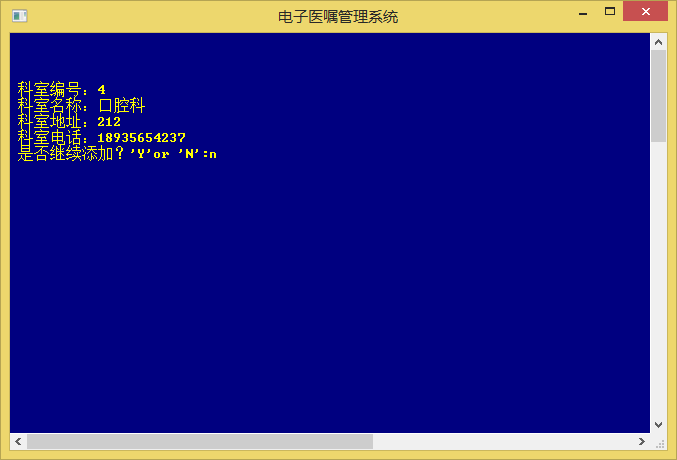 电子医嘱管理系统
科室编号：4
科室名称：口腔科
科室地址：212
科室电话：18935654237
是否继续添加？'Y'or 'N':n